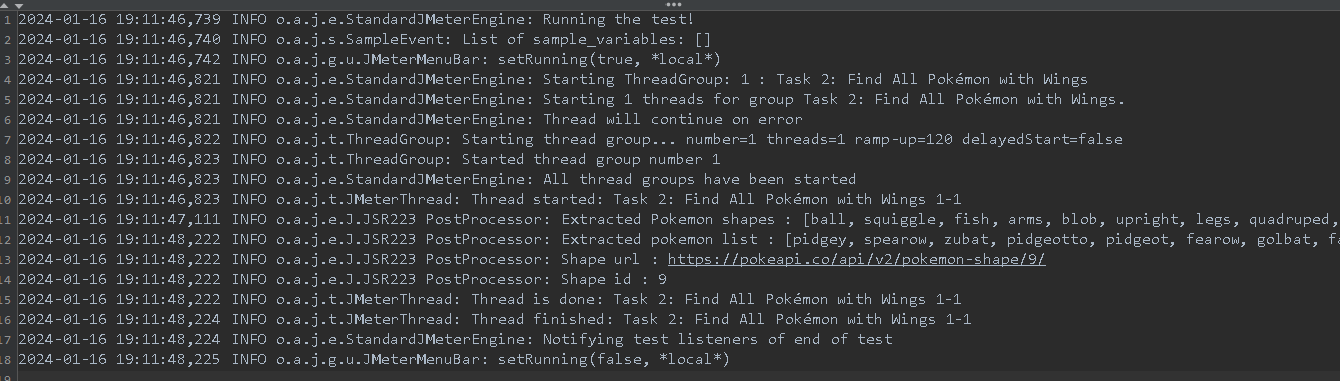 1 2024-01-16 19:11:46,739 INFO o.a.j.e.StandardJMeterEngine: Running the test!
2 2024-01-16 19:11:46,740 INFO o.a.j.s.SampleEvent: List of sample_variables: []
3 2024-01-16 19:11:46,742 INFO o.a.j.g.u.JMeterMenuBar: setRunning(true, *local*)
4 2024-01-16 19:11:46,821 INFO o.a.j.e.StandardJMeterEngine: Starting ThreadGroup: 1 : Task 2: Find All Pokémon with Wings
5 2024-01-16 19:11:46,821 INFO o.a.j.e.StandardJMeterEngine: Starting 1 threads for group Task 2: Find All Pokémon with Wings.
6 2024-01-16 19:11:46,821 INFO o.a.j.e.StandardJMeterEngine: Thread will continue on error
7 2024-01-16 19:11:46,822 INFO o.a.j.t.ThreadGroup: Starting thread group... number=1 threads=1 ramp-up=120 delayedStart=false
8 2024-01-16 19:11:46,823 INFO o.a.j.t.ThreadGroup: Started thread group number 1
9 2024-01-16 19:11:46,823 INFO o.a.j.e.StandardJMeterEngine: All thread groups have been started
10 2024-01-16 19:11:46,823 INFO o.a.j.t.JMeterThread: Thread started: Task 2: Find All Pokémon with Wings 1-1
11 2024-01-16 19:11:47,111 INFO o.a.j.e.J.JSR223 PostProcessor: Extracted Pokemon shapes : [ball, squiggle, fish, arms, blob, upright, legs, quadruped,
12 2024-01-16 19:11:48,222 INFO o.a.j.e.J.JSR223 PostProcessor: Extracted pokemon list : [pidgey, spearow, zubat, pidgeotto, pidgeot, fearow, golbat, fa
13 2024-01-16 19:11:48,222 INFO o.a.j.e.J.JSR223 PostProcessor: Shape url : https://pokeapi.co/api/v2/pokemon-shape/9/
14 2024-01-16 19:11:48,222 INFO o.a.j.e.J.JSR223 PostProcessor: Shape id : 9
15 2024-01-16 19:11:48,222 INFO o.a.j.t.JMeterThread: Thread is done: Task 2: Find All Pokémon with Wings 1-1
16 2024-01-16 19:11:48,224 INFO o.a.j.t.JMeterThread: Thread finished: Task 2: Find All Pokémon with Wings 1-1
17 2024-01-16 19:11:48,224 INFO o.a.j.e.StandardJMeterEngine: Notifying test listeners of end of test
18 2024-01-16 19:11:48,225 INFO o.a.j.g.u.JMeterMenuBar: setRunning(false, *local*)
19